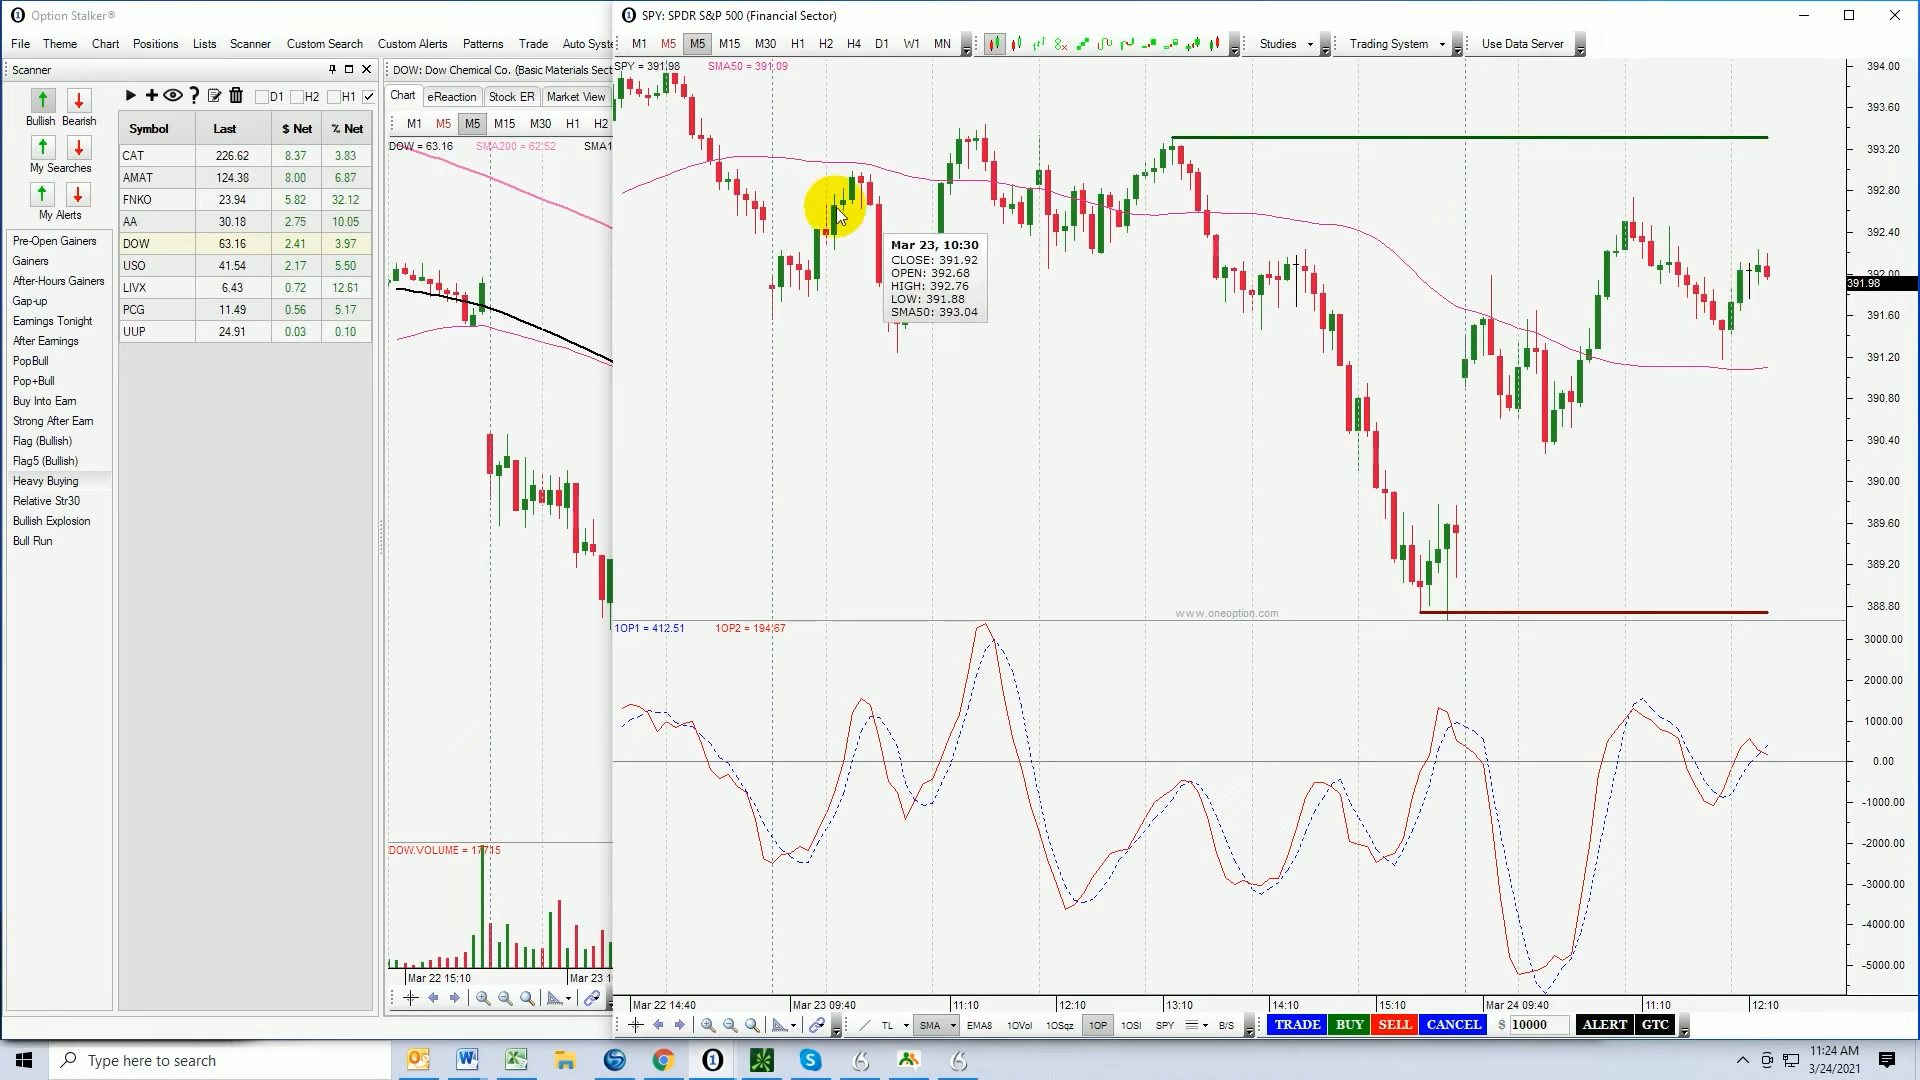 Option Stalker®
File Theme Chart Positions Lists Scanner Custom Search Custom Alerts Patterns Trade Auto Syste
Scanner
Bullish Bearish
My Searches
My Alerts
Pre-Open Gainers
Gainers
After-Hours Gainers
Gap-up
Earnings Tonight
After Earnings
PopBull
Pop+Bull
Buy Into Earn
Strong After Earn
Flag (Bullish)
Flag5 (Bullish)
Heavy Buying
Relative Str30
Bullish Explosion
Bull Run
D1 H2 H1
Symbol Last $ Net % Net
CAT 226.62 8.37 3.83
AMAT 124.38 8.00 6.87
FNKO 23.94 5.82 32.12
AA 30.18 2.75 10.05
DOW 63.16 2.41 3.97
USO 41.54 2.17 5.50
LIVX 6.43 0.72 12.61
PCG 11.49 0.56 5.17
UUP 24.91 0.03 0.10
DOW: Dow Chemical Co. (Basic Materials Sect
Chart eReaction Stock ER Market View
M1 M5 M5 M15 M30 H1 H2
DOW = 63.16 SMA200 = 62.52 SMA1
DOW.VOLUME = 17715
Mar 22 15:10 Mar 23 1
SPY: SPDR S&P 500 (Financial Sector)
M1 M5 M5 M15 M30 H1 H2 H4 D1 W1 MN Studies Trading System Use Data Server
SPY = 391.98 SMA50 = 391.09
Mar 23, 10:30
CLOSE: 391.92
OPEN: 392.68
HIGH: 392.76
LOW: 391.88
SMA50: 393.04
394.00
393.60
393.20
392.80
392.40
392.00
391.98
391.60
391.20
390.80
390.40
390.00
389.60
389.20
388.80
www.oneoption.com
1OP1 = 412.51 1OP2 = 194.67
3000.00
2000.00
1000.00
0.00
-1000.00
-2000.00
-3000.00
-4000.00
-5000.00
Mar 22 14:40 Mar 23 09:40 11:10 12:10 13:10 14:10 15:10 Mar 24 09:40 11:10 12:10
TL SMA EMA8 1OVol 1OSqz 1OP 1OSI SPY B/S TRADE BUY SELL CANCEL $ 10000 ALERT GTC
Type here to search
11:24 AM
3/24/2021